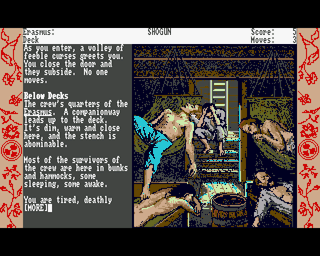 Erasmus: SHOGUN Score: 5
Deck Moves: 3
As you enter, a volley of
feeble curses greets you.
You close the door and
they subside. No one
moves.
Below Decks
The crew's quarters of the
Erasmus. A companionway
leads up to the deck.
It's dim, warm and close
here, and the stench is
abominable.
Most of the survivors of
the crew are here in bunks
and hammocks, some
sleeping, some awake.
You are tired, deathly
[MORE]